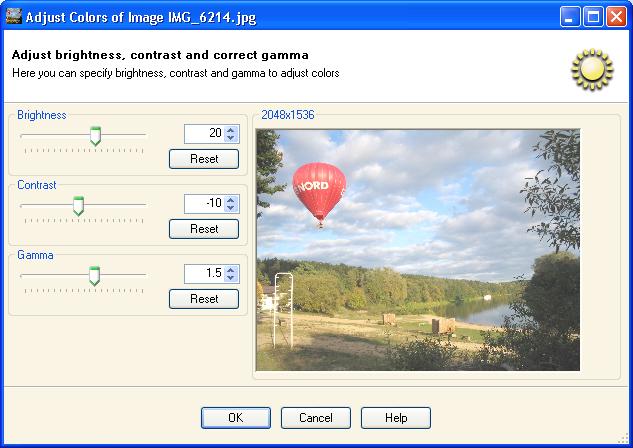 Adjust Colors of Image IMG_6214.jpg
Adjust brightness, contrast and correct gamma
Here you can specify brightness, contrast and gamma to adjust colors
Brightness
20
Reset
Contrast
-10
Reset
Gamma
1.5
Reset
2048x1536
NORD
OK
Cancel
Help